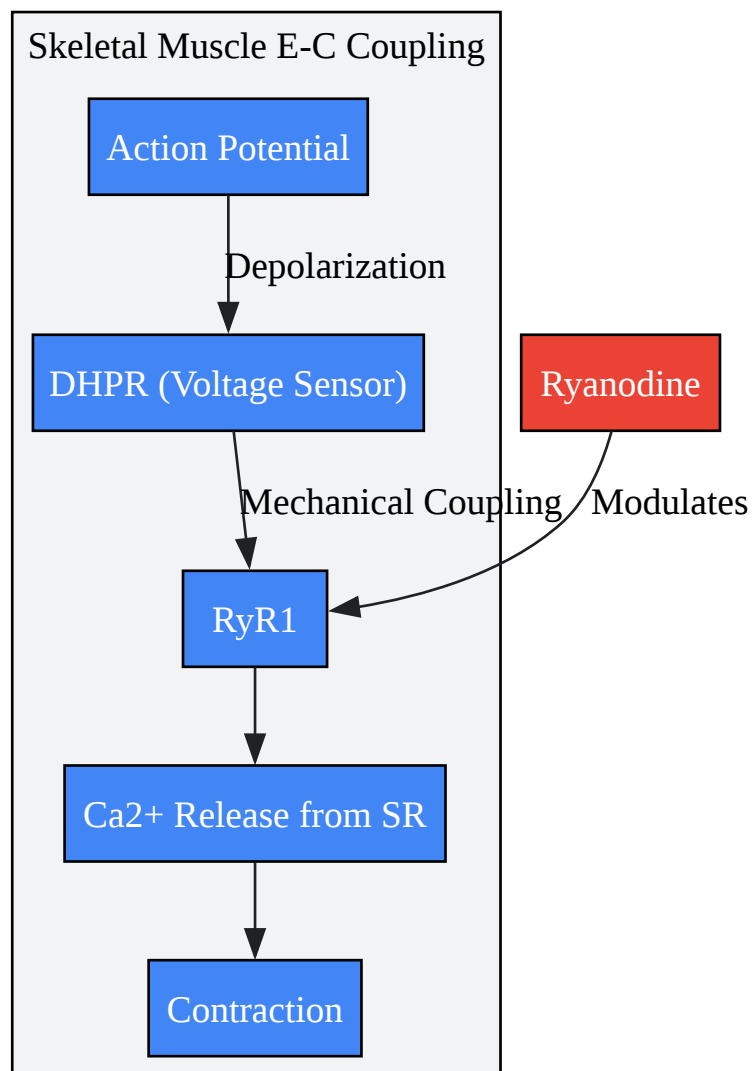 Skeletal Muscle E-C Coupling
Action Potential
Depolarization
DHPR (Voltage Sensor)
Ryanodine
Mechanical Coupling
Modulates
RyR1
Ca2+ Release from SR
Contraction